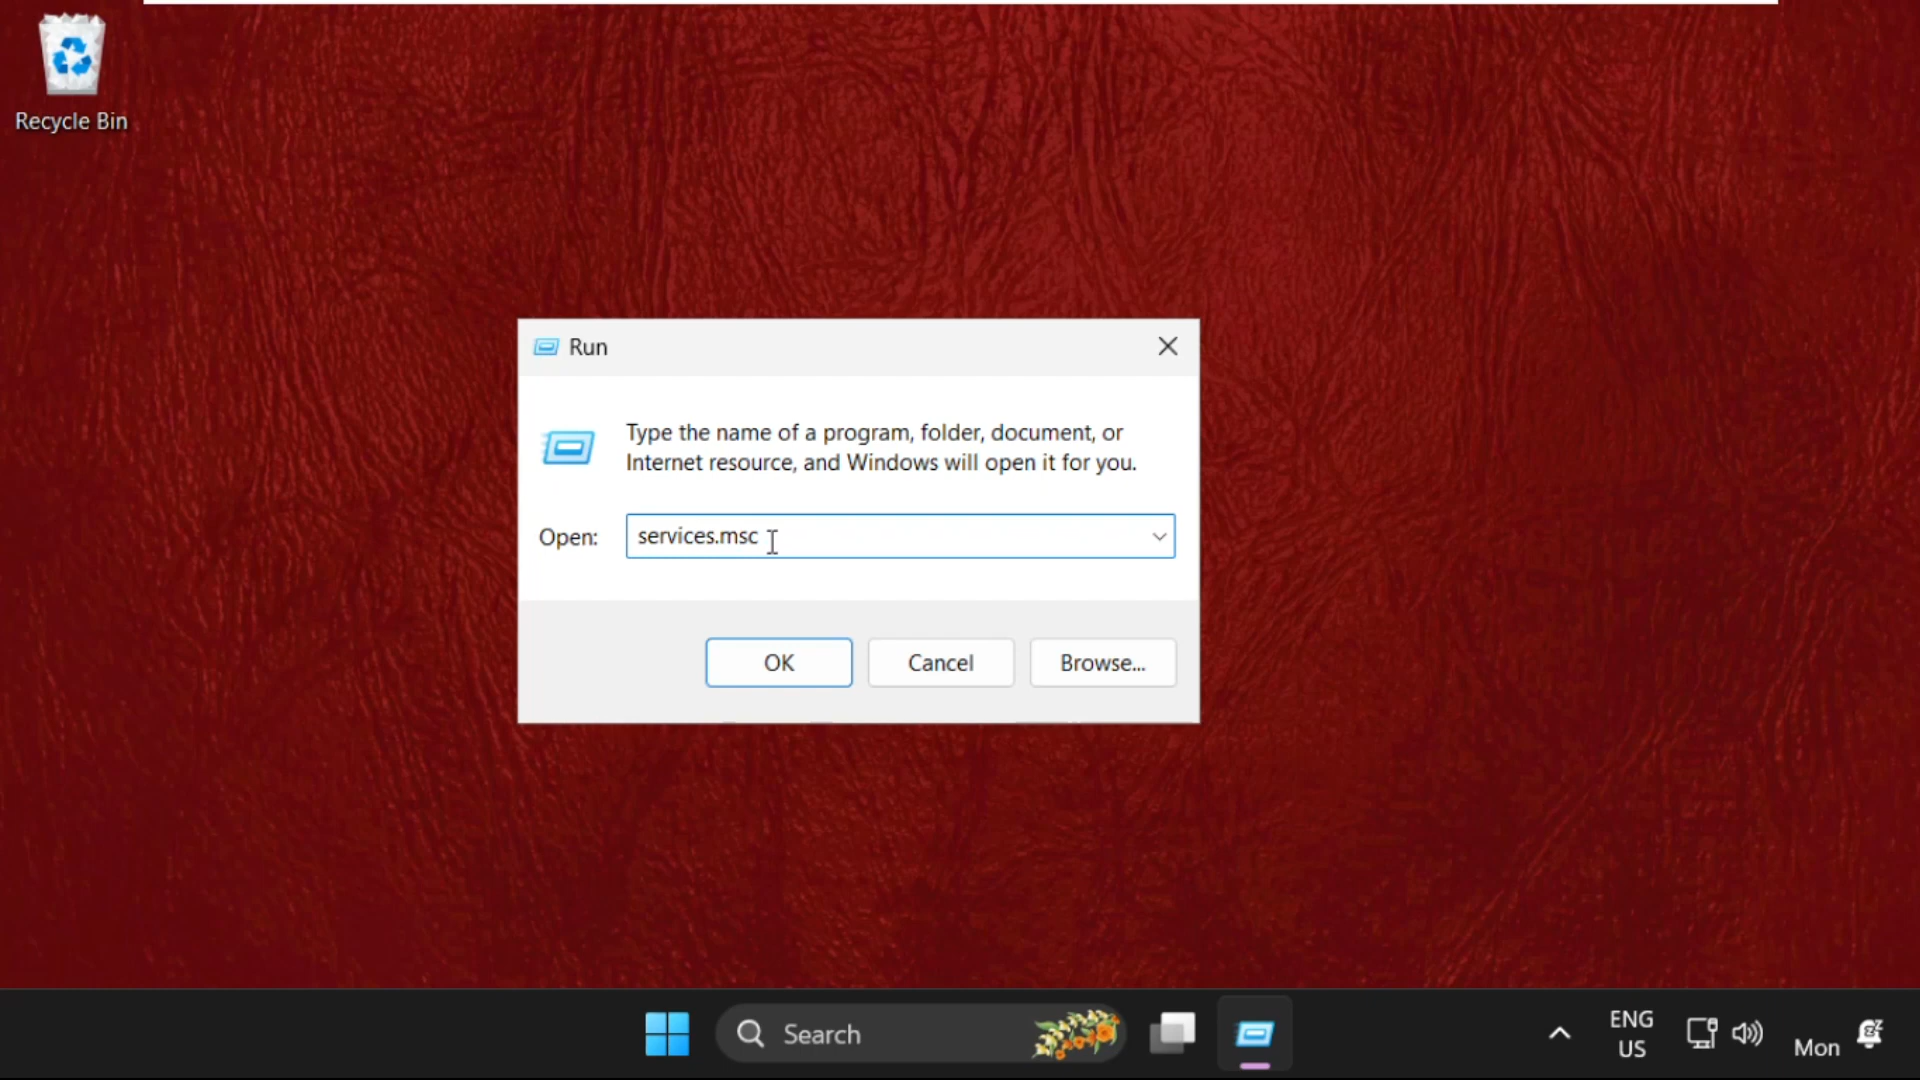 Recycle Bin
Run
Type the name of a program, folder, document, or
Internet resource, and Windows will open it for you.
Open:
services.msc
OK
Cancel
Browse...
Search
ENG
US
Mon